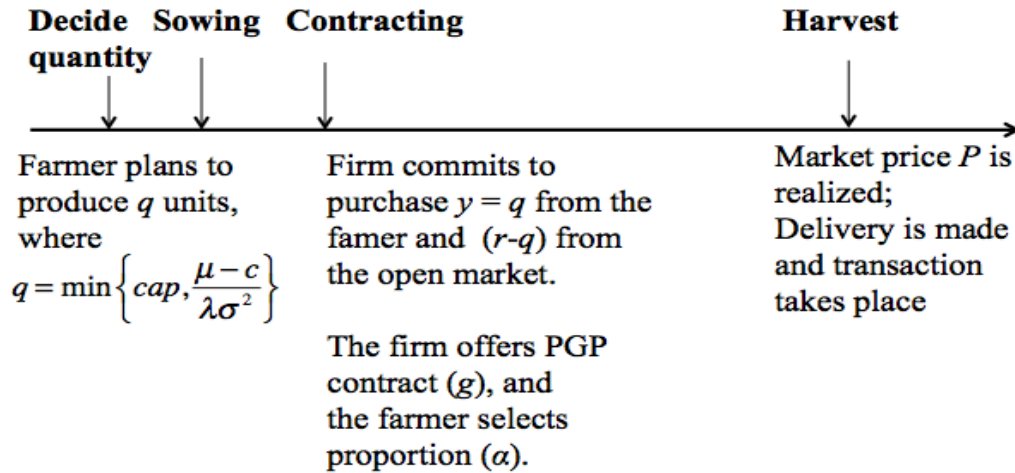 Decide Sowing Contracting Harvest
quantity
Farmer plans to
produce q units,
where
q = min{cap, (μ − c)/(λσ²)}
Firm commits to
purchase y = q from the
famer and (r-q) from
the open market.
The firm offers PGP
contract (g), and
the farmer selects
proportion (α).
Market price P is
realized;
Delivery is made
and transaction
takes place